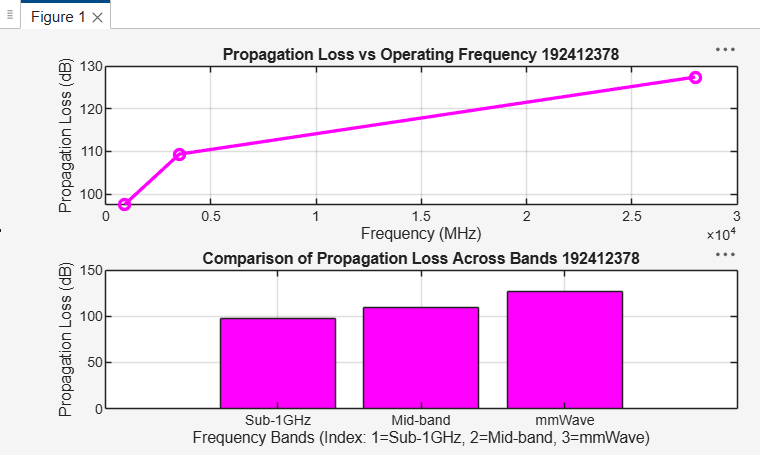 Figure 1
Propagation Loss vs Operating Frequency 192412378
Propagation Loss (dB)
130
120
110
100
0 0.5 1 1.5 2 2.5 3
Frequency (MHz)
×10⁴
Comparison of Propagation Loss Across Bands 192412378
Propagation Loss (dB)
150
100
50
0
Sub-1GHz Mid-band mmWave
Frequency Bands (Index: 1=Sub-1GHz, 2=Mid-band, 3=mmWave)